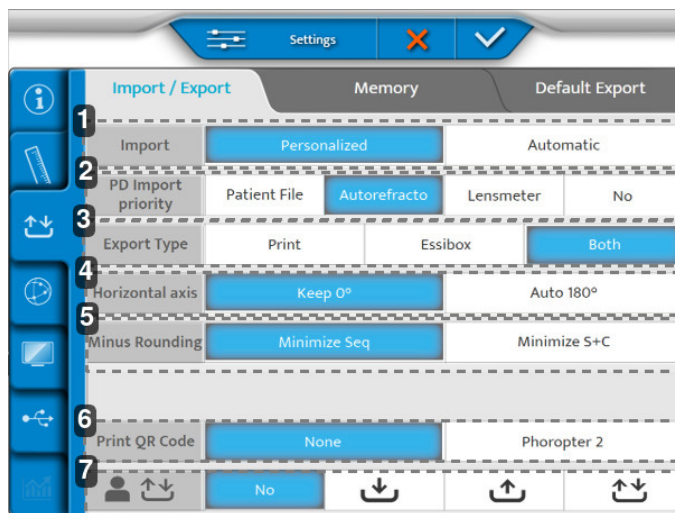 Settings
Import / Export Memory Default Export
1
Import Personalized Automatic
2
PD Import
priority Patient File Autorefracto Lensmeter No
3
Export Type Print Essibox Both
4
Horizontal axis Keep 0° Auto 180°
5
Minus Rounding Minimize Seq Minimize S+C
6
Print QR Code None Phoropter 2
7
No